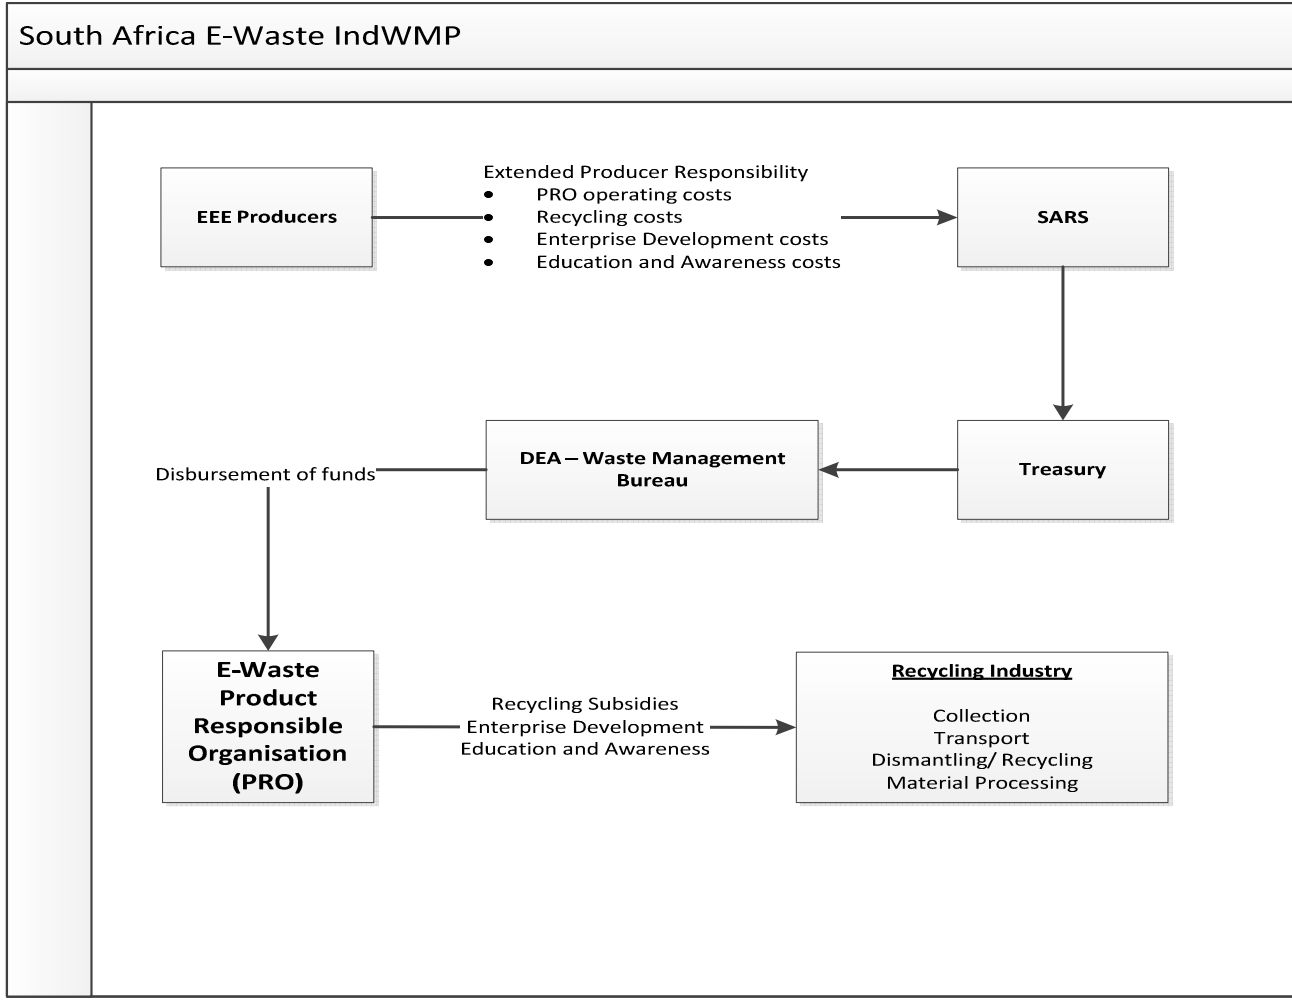 South Africa E-Waste IndWMP
EEE Producers
Extended Producer Responsibility
• PRO operating costs
• Recycling costs
• Enterprise Development costs
• Education and Awareness costs
SARS
Disbursement of funds
DEA – Waste Management
Bureau
Treasury
E-Waste
Product
Responsible
Organisation
(PRO)
Recycling Subsidies
Enterprise Development
Education and Awareness
Recycling Industry
Collection
Transport
Dismantling/ Recycling
Material Processing